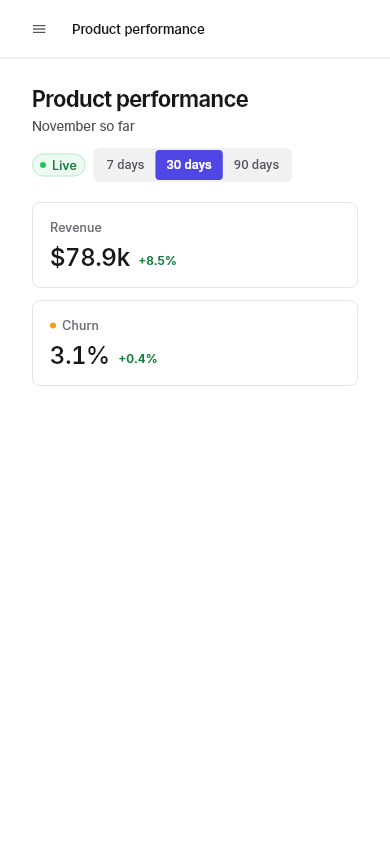 Product performance
Product performance
November so far
Live 7 days 30 days 90 days
Revenue
$78.9k +8.5%
Churn
3.1% +0.4%